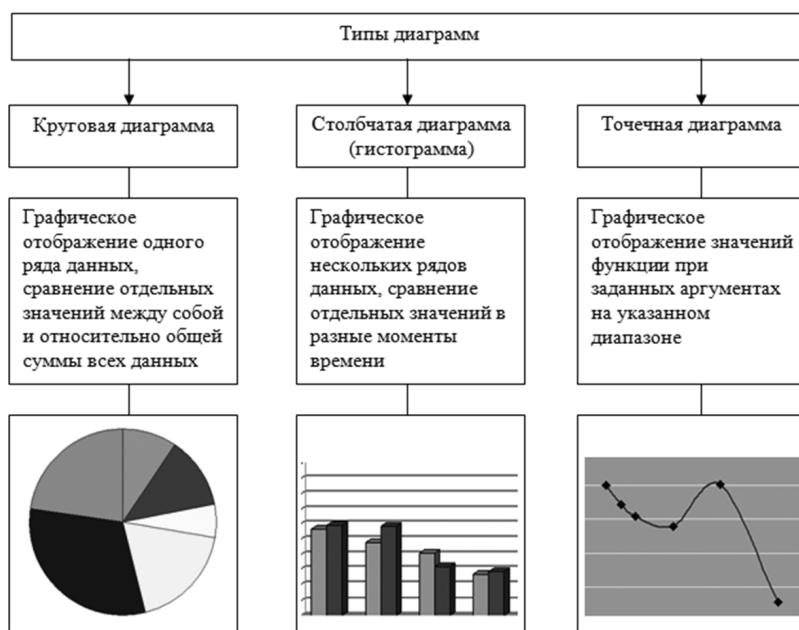 Типы диаграмм
Круговая диаграмма
Столбчатая диаграмма
(гистограмма)
Точечная диаграмма
Графическое
отображение одного
ряда данных,
сравнение отдельных
значений между собой
и относительно общей
суммы всех данных
Графическое
отображение
нескольких рядов
данных, сравнение
отдельных значений в
разные моменты
времени
Графическое
отображение значений
функции при
заданных аргументах
на указанном
диапазоне